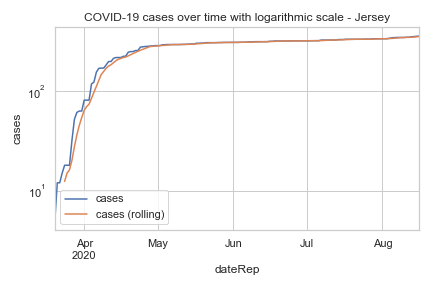 COVID-19 cases over time with logarithmic scale - Jersey
cases
10²
10¹
cases
cases (rolling)
Apr
2020
May
Jun
Jul
Aug
dateRep